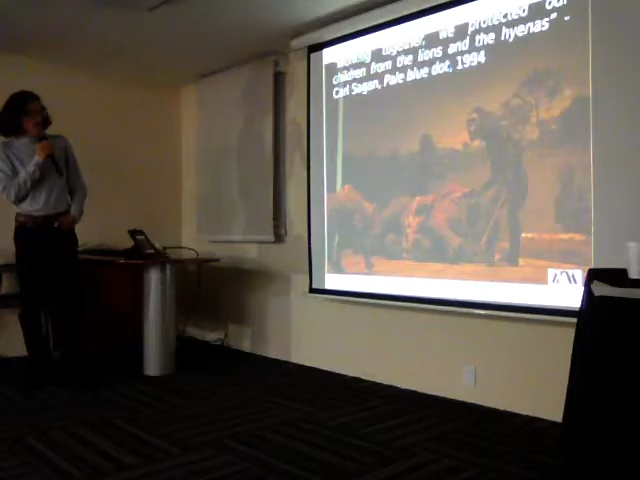 "Working together, we protected our
children from the lions and the hyenas" -
Carl Sagan, Pale blue dot, 1994